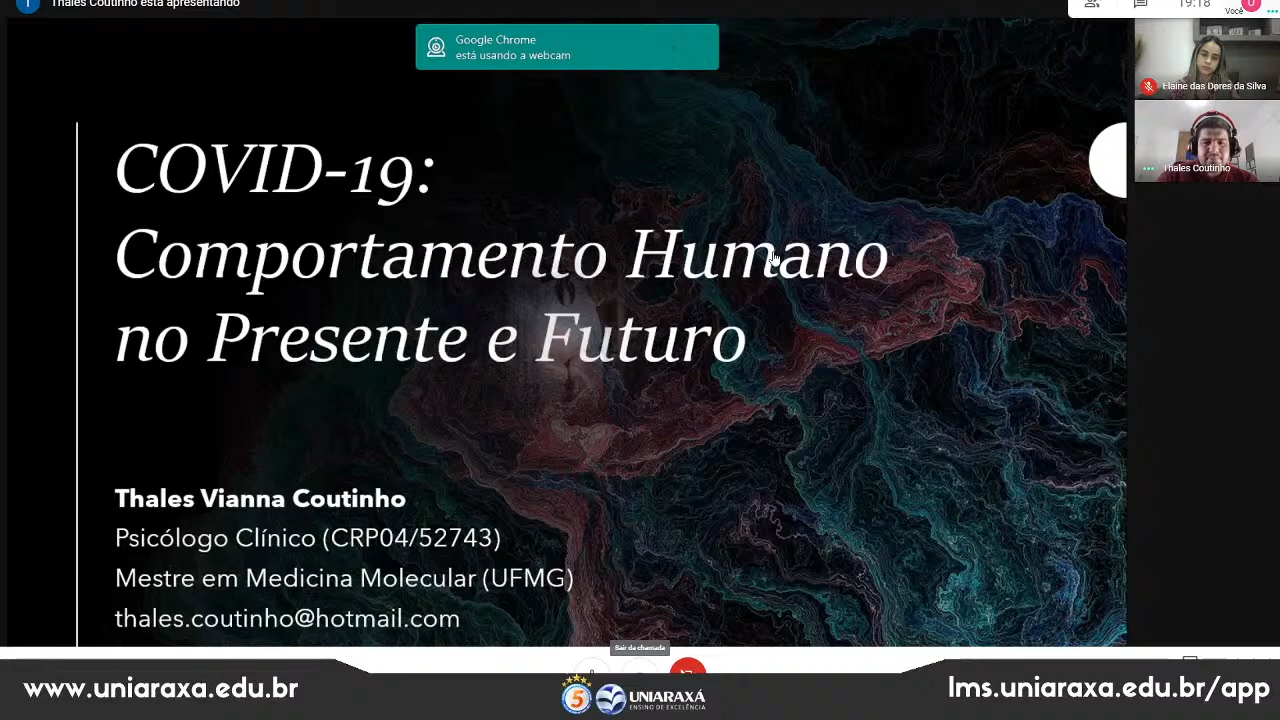 Thales Coutinho está apresentando
19:18
Você
Google Chrome
está usando a webcam
Elaine das Dores da Silva
Thales Coutinho
COVID-19:
Comportamento Humano
no Presente e Futuro
Thales Vianna Coutinho
Psicólogo Clínico (CRP04/52743)
Mestre em Medicina Molecular (UFMG)
thales.coutinho@hotmail.com
Sair da chamada
www.uniaraxa.edu.br
5
UNIARAXÁ
ENSINO DE EXCELÊNCIA
lms.uniaraxa.edu.br/app